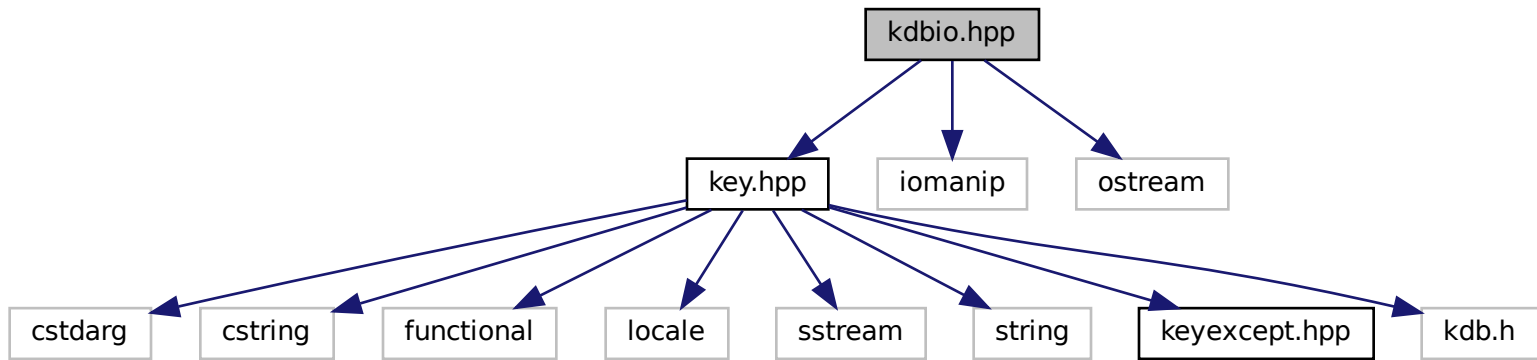 kdbio.hpp
key.hpp
iomanip
ostream
cstdarg
cstring
functional
locale
sstream
string
keyexcept.hpp
kdb.h